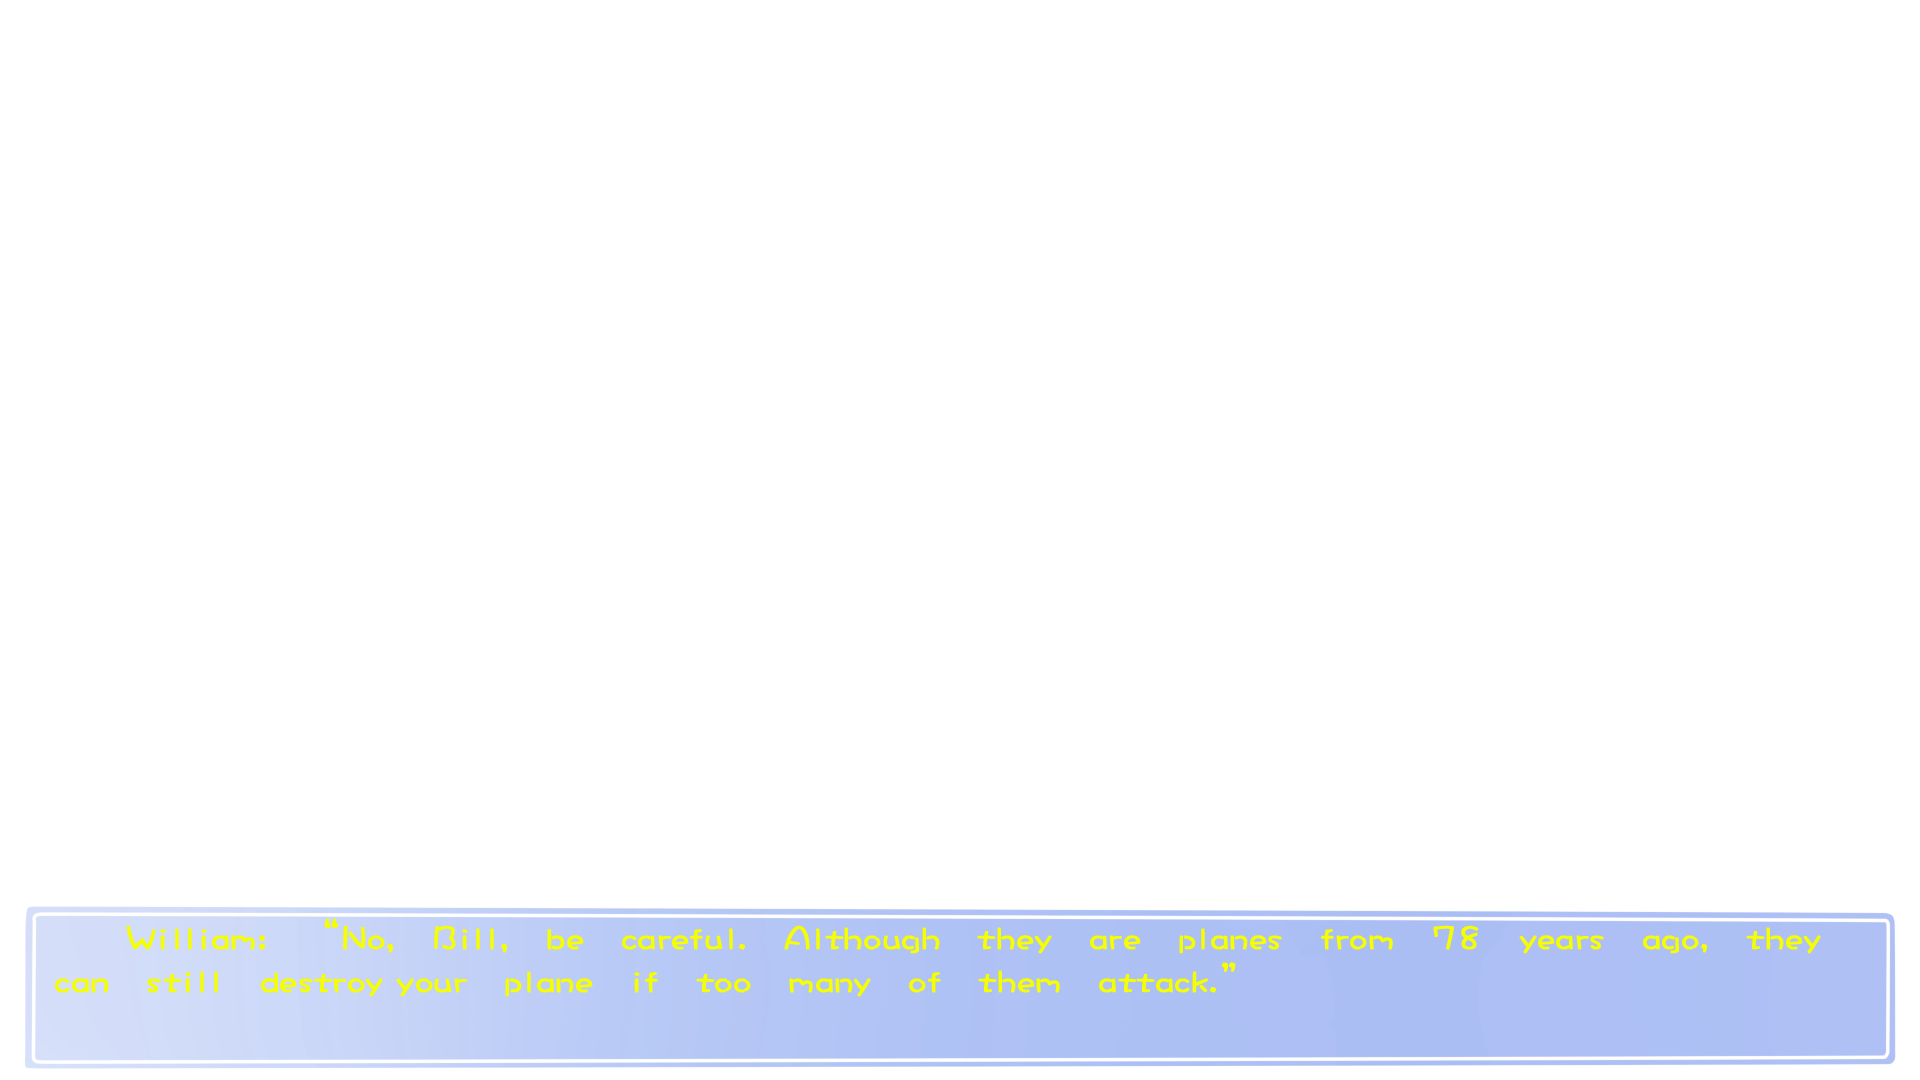 William: “No, Bill, be careful. Although they are planes from 78 years ago, they
can still destroy your plane if too many of them attack.”